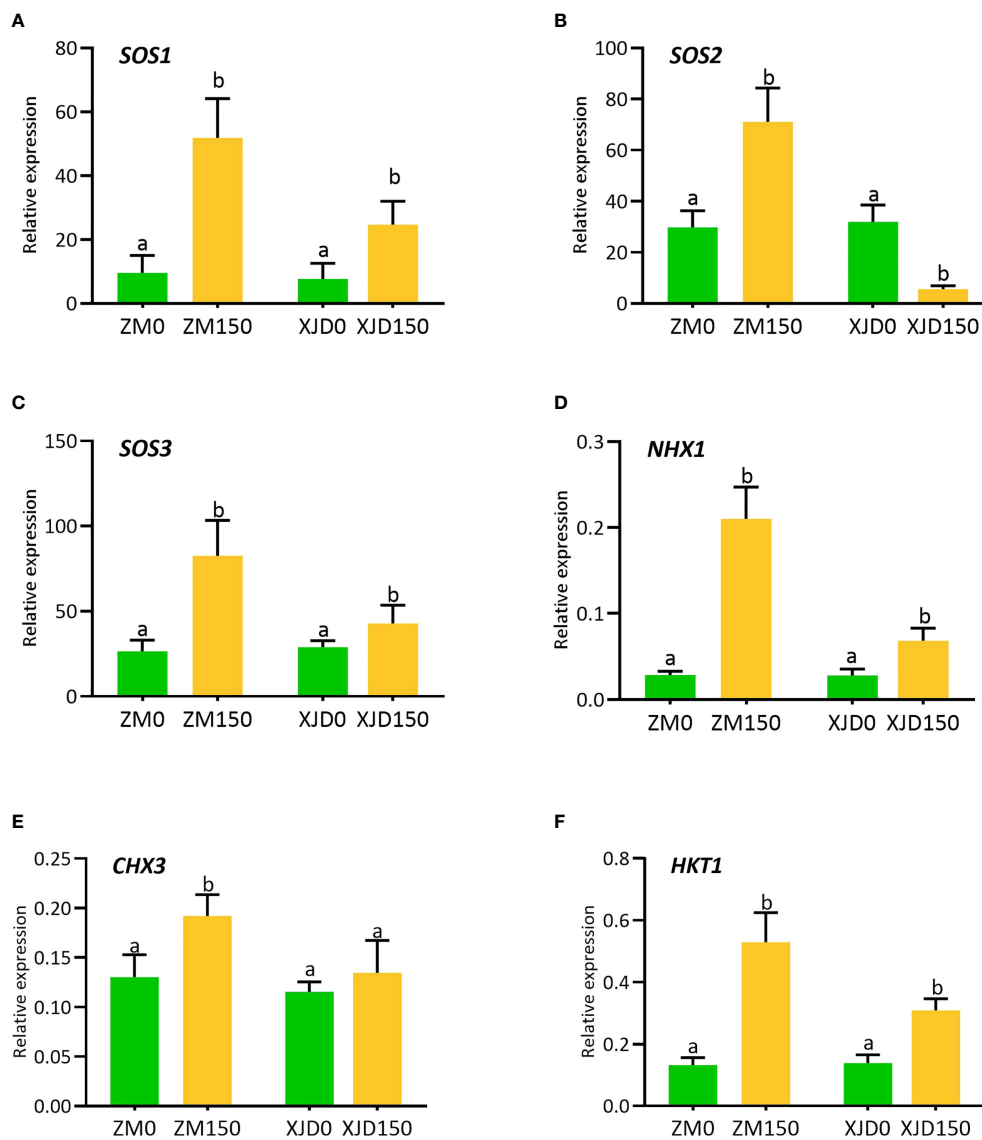 A
SOS1
Relative expression
80
60
40
20
0
a
b
a
b
ZM0 ZM150 XJD0 XJD150
B
SOS2
Relative expression
100
80
60
40
20
0
a
b
a
b
ZM0 ZM150 XJD0 XJD150
C
SOS3
Relative expression
150
100
50
0
a
b
a
b
ZM0 ZM150 XJD0 XJD150
D
NHX1
Relative expression
0.3
0.2
0.1
0.0
a
b
a
b
ZM0 ZM150 XJD0 XJD150
E
CHX3
Relative expression
0.25
0.20
0.15
0.10
0.05
0.00
a
b
a
a
ZM0 ZM150 XJD0 XJD150
F
HKT1
Relative expression
0.8
0.6
0.4
0.2
0.0
a
b
a
b
ZM0 ZM150 XJD0 XJD150